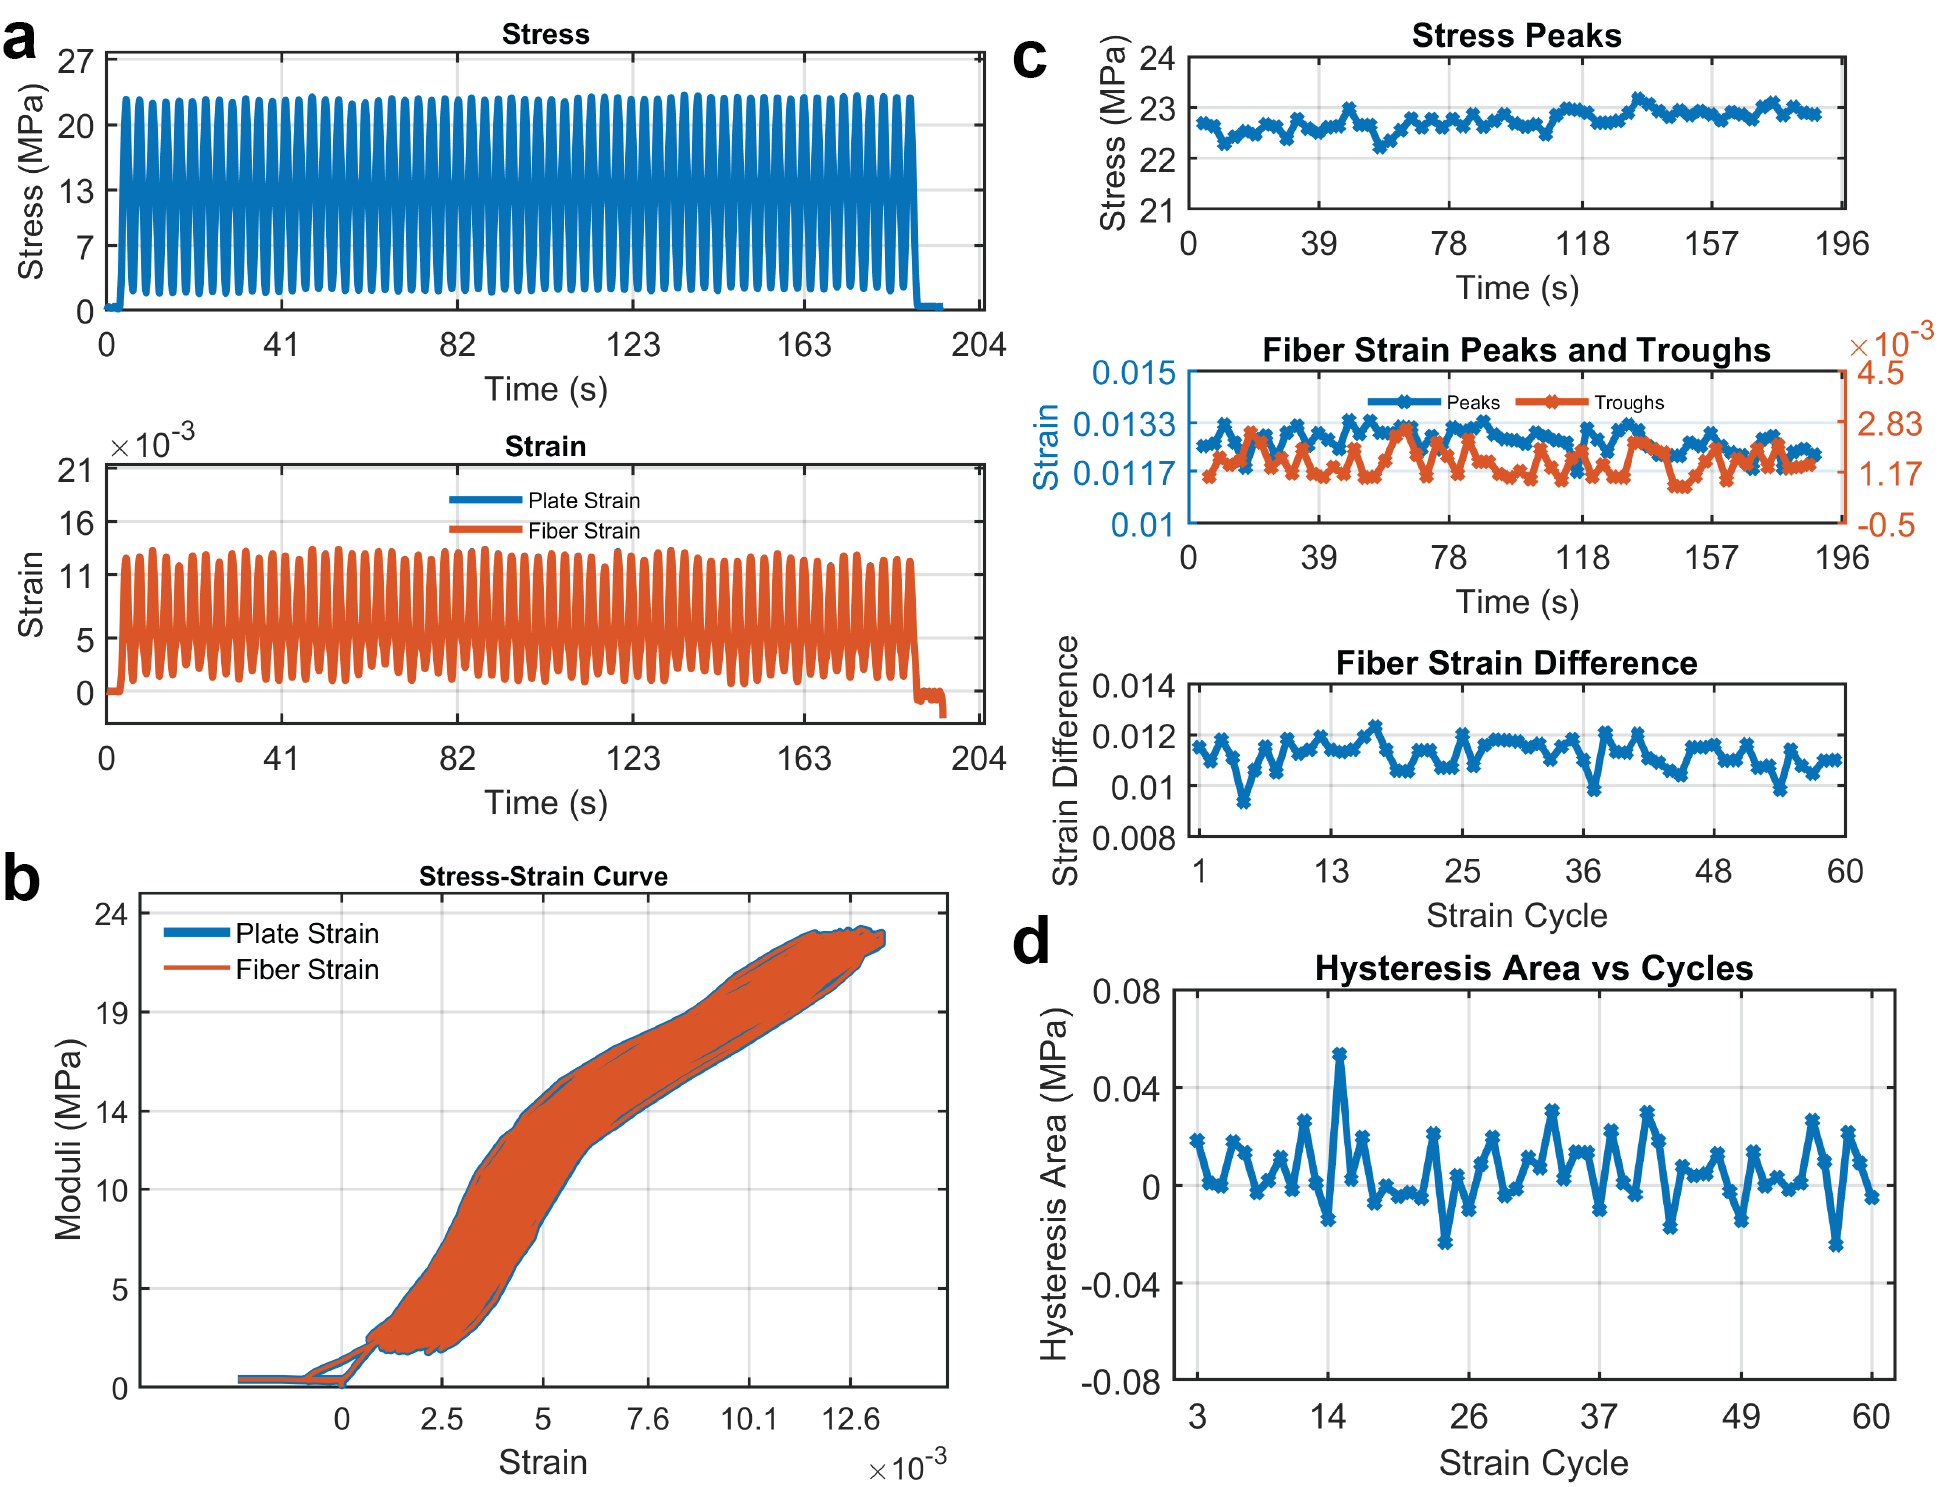 a
Stress
Stress (MPa)
27
20
13
7
0
0 41 82 123 163 204
Time (s)
×10-3
Strain
Strain
21
16
11
5
0
Plate Strain
Fiber Strain
0 41 82 123 163 204
Time (s)
b
Stress-Strain Curve
Moduli (MPa)
24
19
14
10
5
0
Plate Strain
Fiber Strain
0 2.5 5 7.6 10.1 12.6
Strain
×10-3
c
Stress Peaks
Stress (MPa)
24
23
22
21
0 39 78 118 157 196
Time (s)
Fiber Strain Peaks and Troughs
×10-3
Strain
0.015
0.0133
0.0117
0.01
Peaks Troughs
4.5
2.83
1.17
-0.5
0 39 78 118 157 196
Time (s)
Fiber Strain Difference
Strain Difference
0.014
0.012
0.01
0.008
1 13 25 36 48 60
Strain Cycle
d
Hysteresis Area vs Cycles
Hysteresis Area (MPa)
0.08
0.04
0
-0.04
-0.08
3 14 26 37 49 60
Strain Cycle